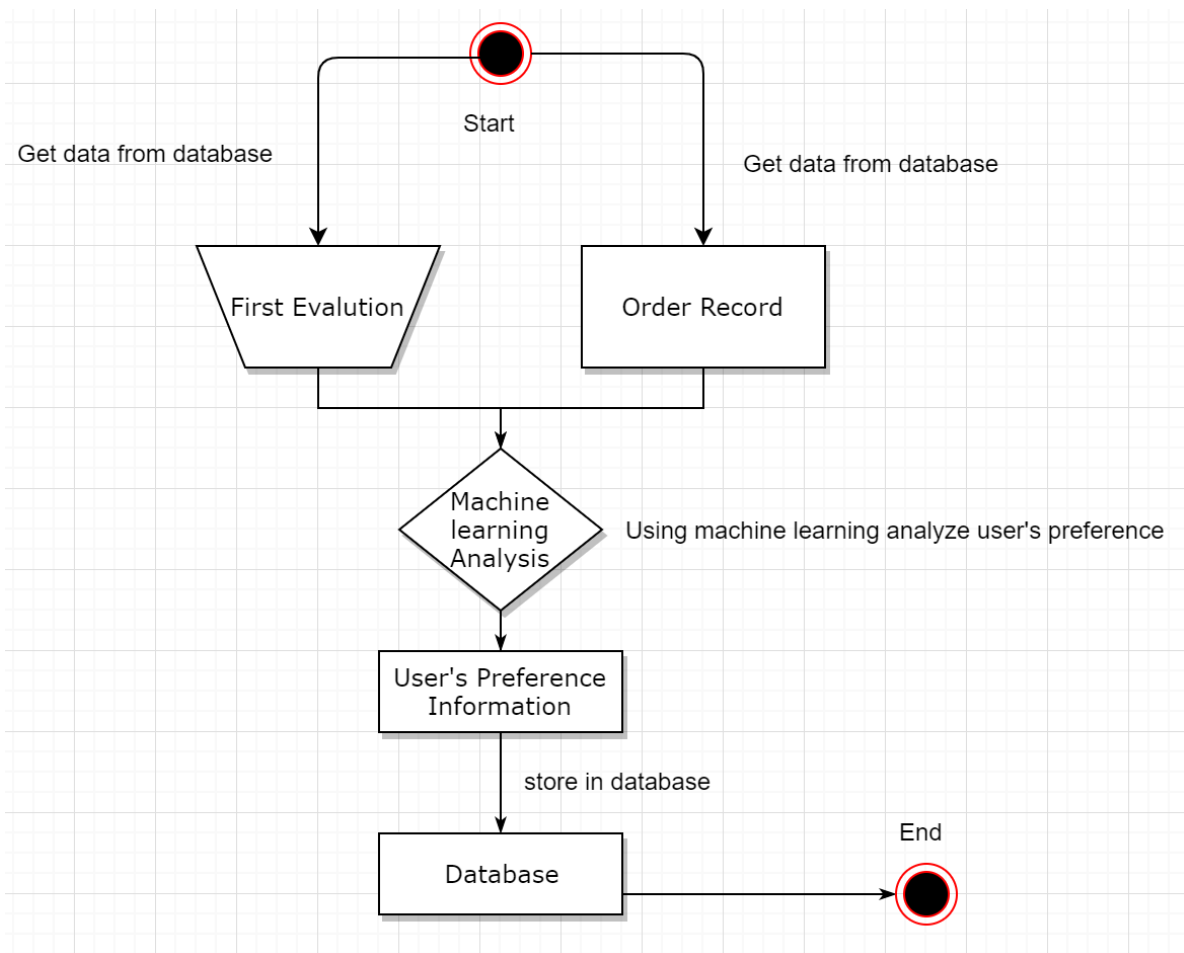 Start
Get data from database
Get data from database
First Evalution
Order Record
Machine
learning
Analysis
Using machine learning analyze user's preference
User's Preference
Information
store in database
End
Database